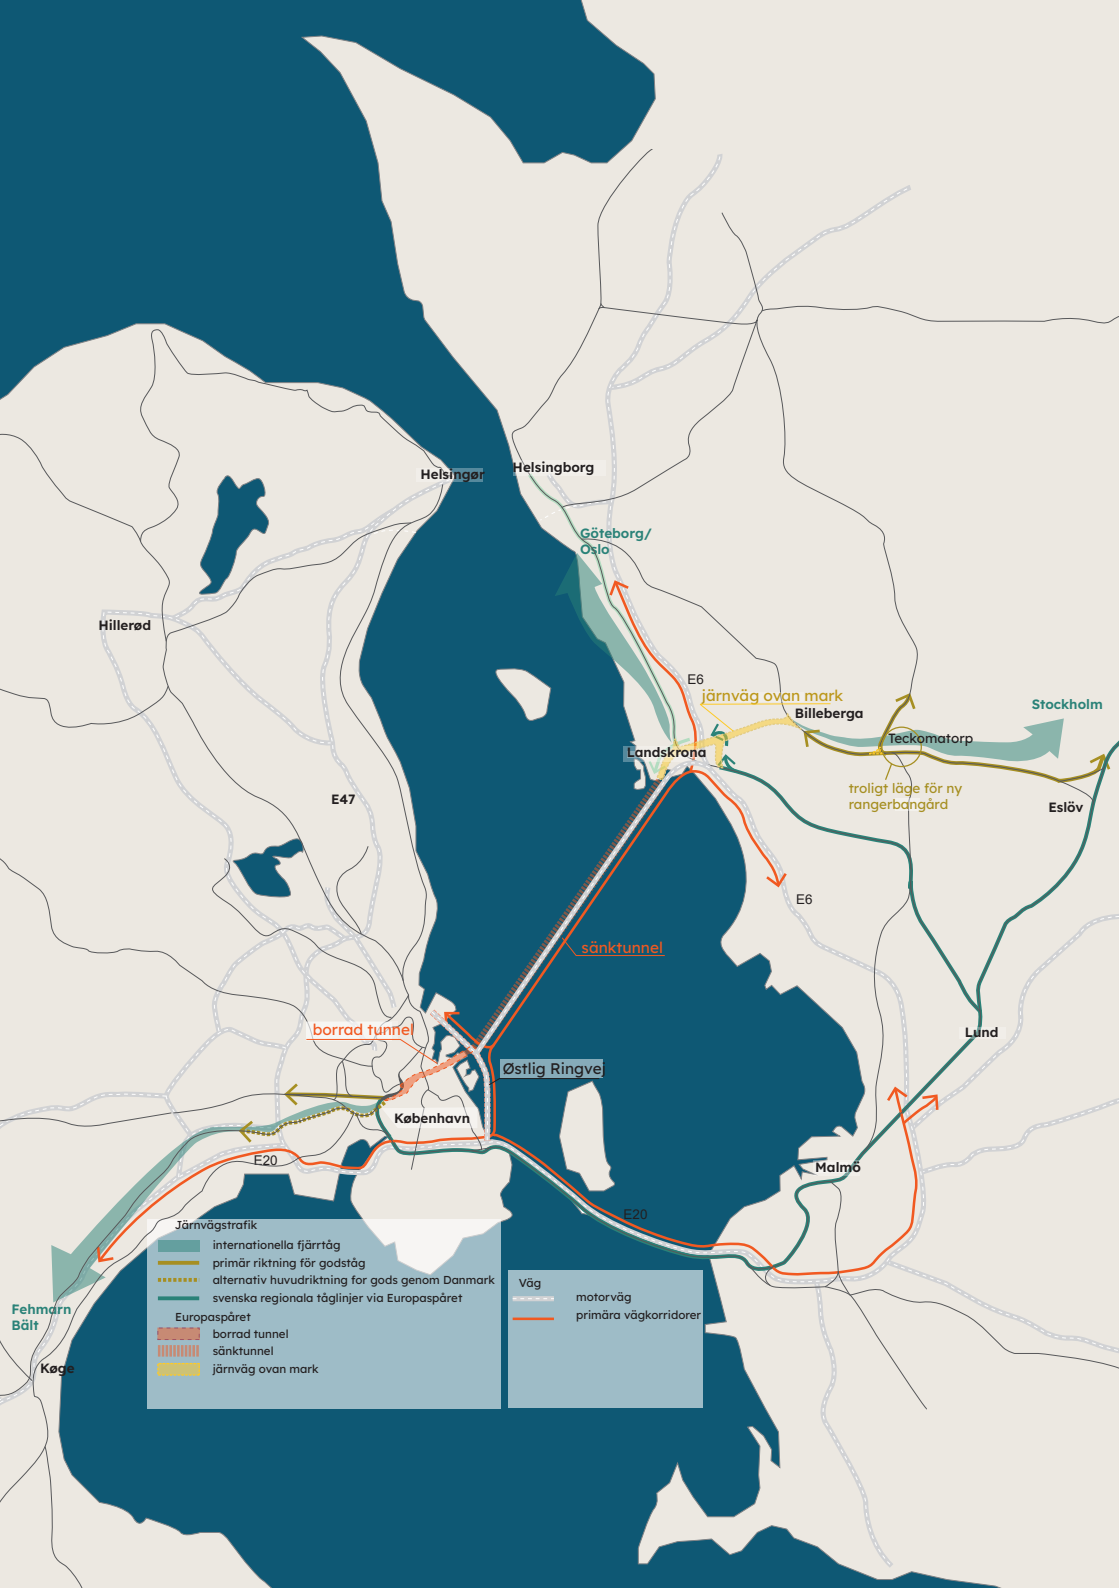 Helsingør
Helsingborg
Göteborg/
Oslo
Hillerød
E6
järnväg ovan mark
Billeberga
Stockholm
Teckomatorp
Landskrona
troligt läge för ny
rangerbangård
E47
Eslöv
E6
sänktunnel
borrad tunnel
Lund
Østlig Ringvej
København
E20
Malmö
E20
Järnvägstrafik
internationella fjärrtåg
primär riktning för godståg
alternativ huvudriktning for gods genom Danmark
svenska regionala tåglinjer via Europaspåret
Europaspåret
borrad tunnel
sänktunnel
järnväg ovan mark
Väg
motorväg
primära vägkorridorer
Fehmarn
Bält
Køge